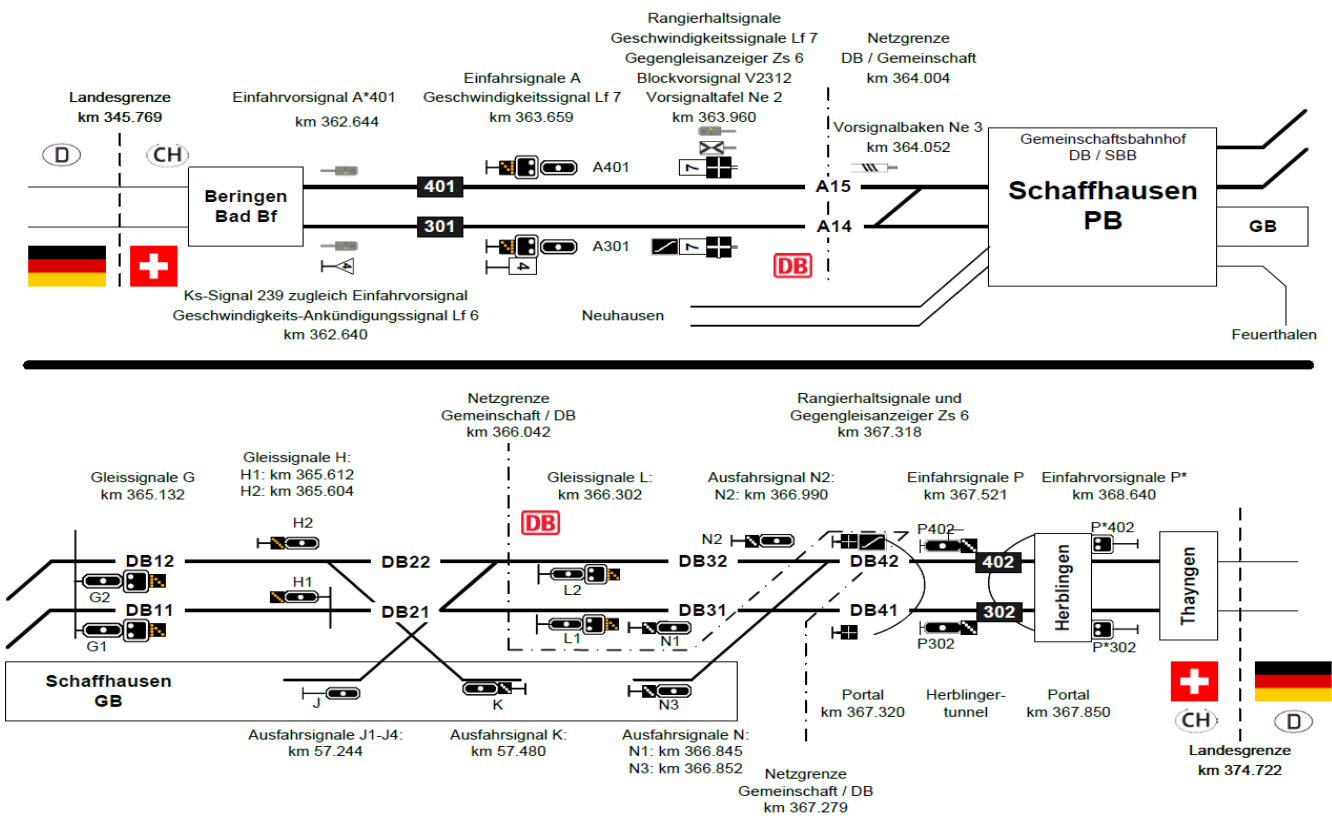 Rangierhaltsignale
Geschwindigkeitssignale Lf 7
Gegengleisanzeiger Zs 6
Blockvorsignal V2312
Vorsignaltafel Ne 2
km 363.960
Netzgrenze
DB / Gemeinschaft
km 364.004
Einfahrsignale A
Geschwindigkeitssignal Lf 7
km 363.659
Landesgrenze
km 345.769
Einfahrvorsignal A*401
km 362.644
Vorsignalbaken Ne 3
km 364.052
D
CH
Gemeinschaftsbahnhof
DB / SBB
Schaffhausen
PB
GB
Beringen
Bad Bf
A401
7
401
A15
301
A14
A301
7
4
4
DB
Ks-Signal 239 zugleich Einfahrvorsignal
Geschwindigkeits-Ankündigungssignal Lf 6
km 362.640
Neuhausen
Feuerthalen
Netzgrenze
Gemeinschaft / DB
km 366.042
Rangierhaltsignale und
Gegengleisanzeiger Zs 6
km 367.318
Gleissignale G
km 365.132
Gleissignale H:
H1: km 365.612
H2: km 365.604
Gleissignale L:
km 366.302
Ausfahrsignal N2:
N2: km 366.990
Einfahrsignale P
km 367.521
Einfahrvorsignale P*
km 368.640
H2
DB
N2
P402
P*402
DB12
DB22
DB32
DB42
402
G2
H1
L2
DB11
DB21
DB31
DB41
302
G1
L1
N1
P302
P*302
Herblingen
Thayngen
Schaffhausen
GB
J
K
N3
Portal
km 367.320
Herblinger-
tunnel
Portal
km 367.850
CH
D
Ausfahrsignale J1-J4:
km 57.244
Ausfahrsignal K:
km 57.480
Ausfahrsignale N:
N1: km 366.845
N3: km 366.852
Landesgrenze
km 374.722
Netzgrenze
Gemeinschaft / DB
km 367.279